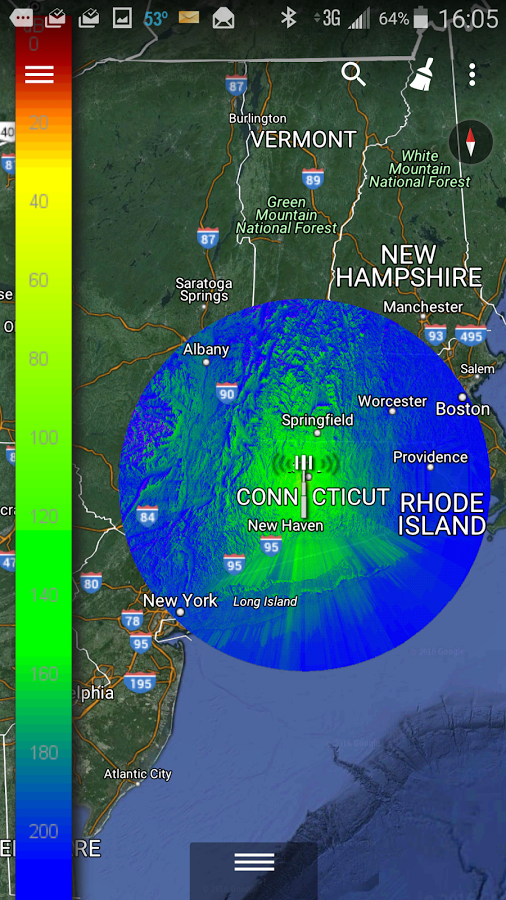 53° 3G 64% 16:05
0
20
40
60
80
100
120
140
160
180
200
40
87
Burlington
VERMONT
89
White
Mountain
National Forest
Green
Mountain
National Forest
87
NEW
HAMPSHIRE
Saratoga
Springs
Manchester
93
495
Albany
Salem
90
Worcester
Boston
Springfield
Providence
CONN CTICUT
RHODE
ISLAND
84
New Haven
95
95
80
New York
Long Island
78
95
195
elphia
Atlantic City
RE